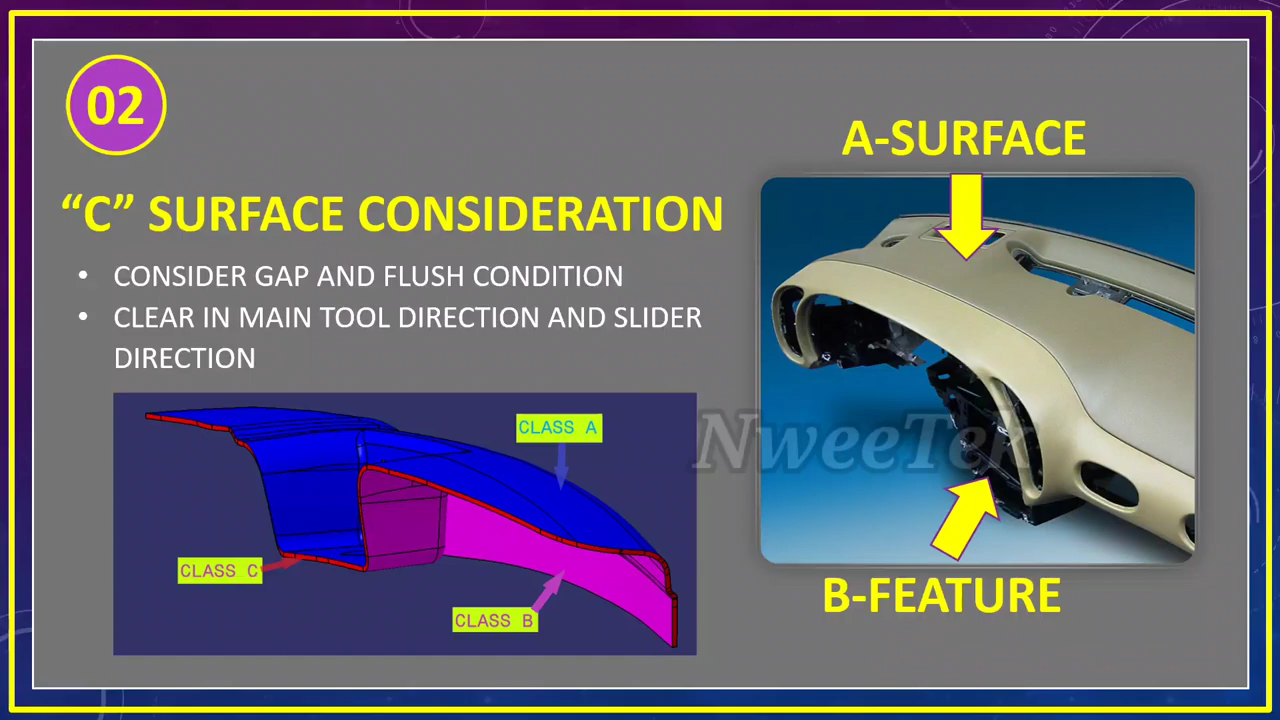 02
“C” SURFACE CONSIDERATION
• CONSIDER GAP AND FLUSH CONDITION
• CLEAR IN MAIN TOOL DIRECTION AND SLIDER
DIRECTION
CLASS A
CLASS C
CLASS B
A-SURFACE
NweeTek
B-FEATURE